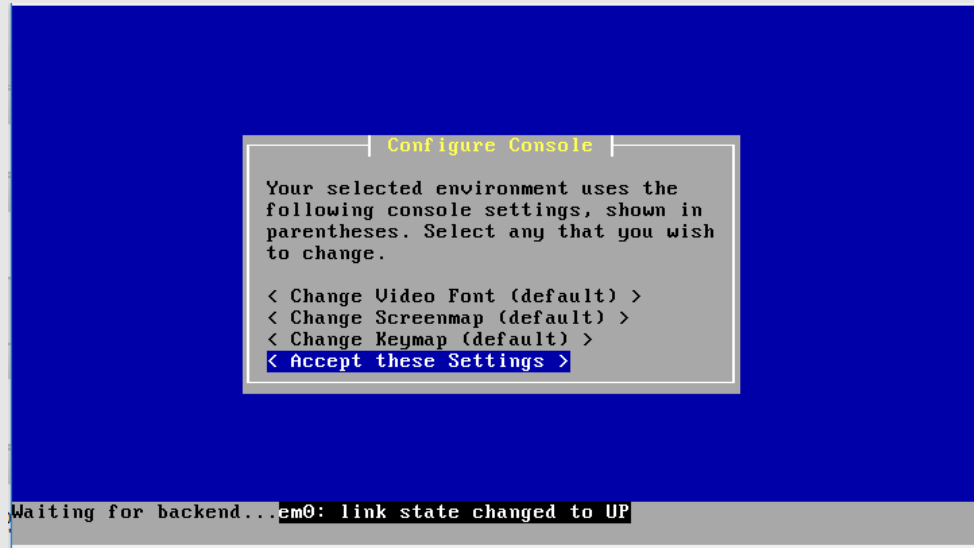 Configure Console
Your selected environment uses the
following console settings, shown in
parentheses. Select any that you wish
to change.
< Change Video Font (default) >
< Change Screenmap (default) >
< Change Keymap (default) >
< Accept these Settings >
Waiting for backend...em0: link state changed to UP